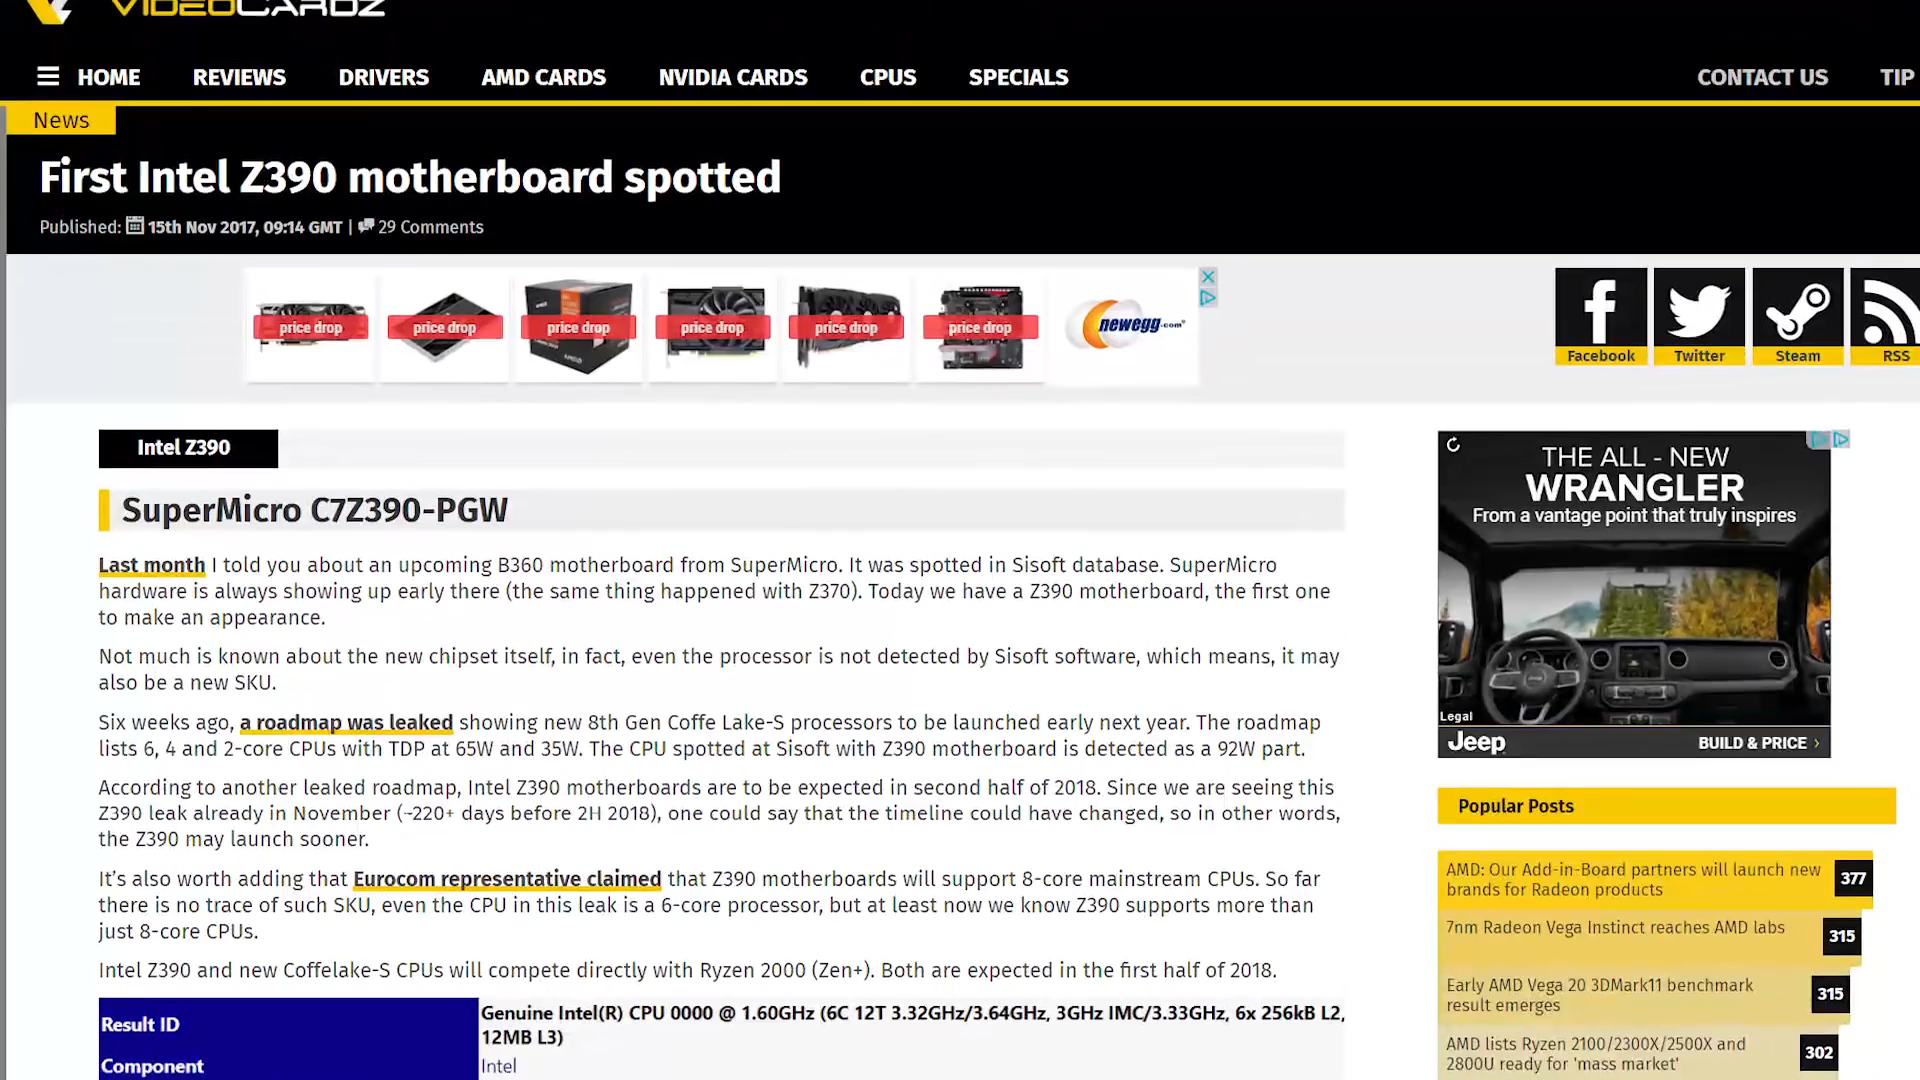 VIDEOCARDZ
HOME REVIEWS DRIVERS AMD CARDS NVIDIA CARDS CPUS SPECIALS CONTACT US TIP
News
First Intel Z390 motherboard spotted
Published: 15th Nov 2017, 09:14 GMT | 29 Comments
price drop price drop price drop price drop price drop price drop newegg.com
Facebook Twitter Steam RSS
Intel Z390
SuperMicro C7Z390-PGW
Last month I told you about an upcoming B360 motherboard from SuperMicro. It was spotted in Sisoft database. SuperMicro
hardware is always showing up early there (the same thing happened with Z370). Today we have a Z390 motherboard, the first one
to make an appearance.
Not much is known about the new chipset itself, in fact, even the processor is not detected by Sisoft software, which means, it may
also be a new SKU.
Six weeks ago, a roadmap was leaked showing new 8th Gen Coffe Lake-S processors to be launched early next year. The roadmap
lists 6, 4 and 2-core CPUs with TDP at 65W and 35W. The CPU spotted at Sisoft with Z390 motherboard is detected as a 92W part.
According to another leaked roadmap, Intel Z390 motherboards are to be expected in second half of 2018. Since we are seeing this
Z390 leak already in November (~220+ days before 2H 2018), one could say that the timeline could have changed, so in other words,
the Z390 may launch sooner.
It's also worth adding that Eurocom representative claimed that Z390 motherboards will support 8-core mainstream CPUs. So far
there is no trace of such SKU, even the CPU in this leak is a 6-core processor, but at least now we know Z390 supports more than
just 8-core CPUs.
Intel Z390 and new Coffelake-S CPUs will compete directly with Ryzen 2000 (Zen+). Both are expected in the first half of 2018.
Result ID Genuine Intel(R) CPU 0000 @ 1.60GHz (6C 12T 3.32GHz/3.64GHz, 3GHz IMC/3.33GHz, 6x 256kB L2,
12MB L3)
Component Intel
THE ALL - NEW
WRANGLER
From a vantage point that truly inspires
Legal
Jeep BUILD & PRICE ›
Popular Posts
AMD: Our Add-in-Board partners will launch new
brands for Radeon products
377
7nm Radeon Vega Instinct reaches AMD labs
315
Early AMD Vega 20 3DMark11 benchmark
result emerges
315
AMD lists Ryzen 2100/2300X/2500X and
2800U ready for 'mass market'
302